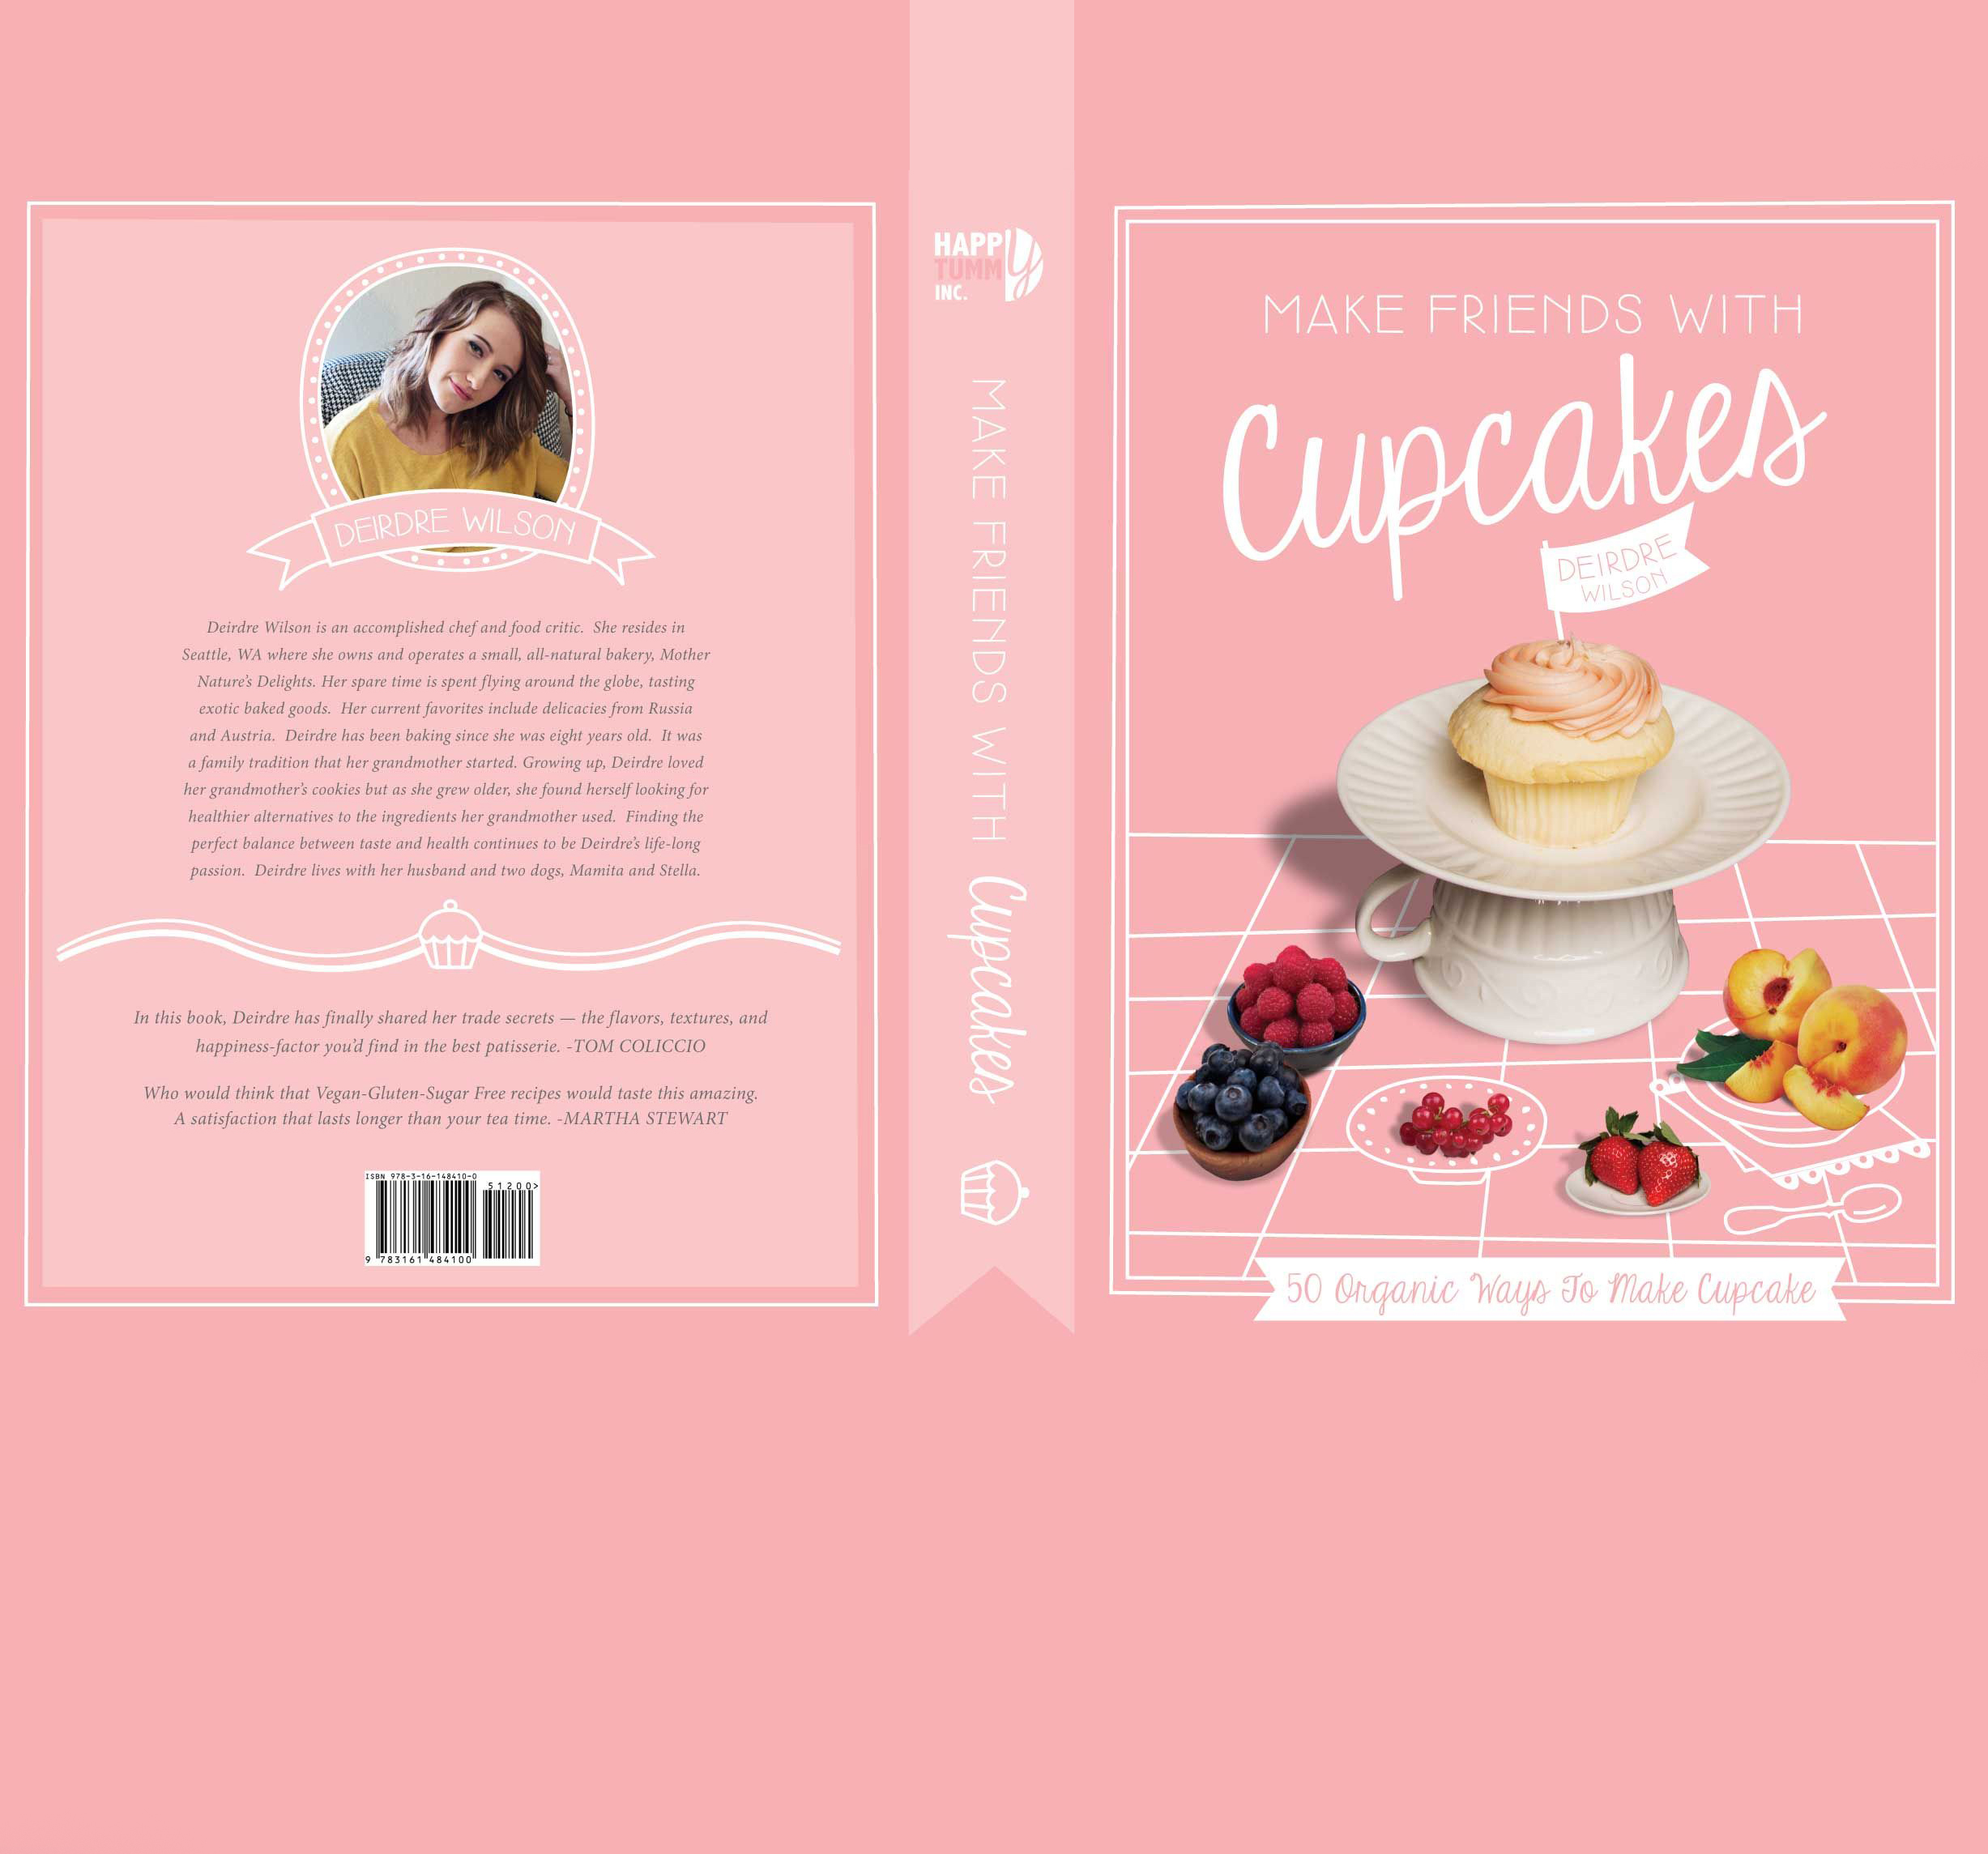 DEIRDRE WILSON
Deirdre Wilson is an accomplished chef and food critic.  She resides in
Seattle, WA where she owns and operates a small, all-natural bakery, Mother
Nature's Delights. Her spare time is spent flying around the globe, tasting
exotic baked goods.  Her current favorites include delicacies from Russia
and Austria.  Deirdre has been baking since she was eight years old.  It was
a family tradition that her grandmother started. Growing up, Deirdre loved
her grandmother's cookies but as she grew older, she found herself looking for
healthier alternatives to the ingredients her grandmother used.  Finding the
perfect balance between taste and health continues to be Deirdre's life-long
passion.  Deirdre lives with her husband and two dogs, Mamita and Stella.
In this book, Deirdre has finally shared her trade secrets — the flavors, textures, and
happiness-factor you'd find in the best patisserie. -TOM COLICCIO
Who would think that Vegan-Gluten-Sugar Free recipes would taste this amazing.
A satisfaction that lasts longer than your tea time. -MARTHA STEWART
ISBN 978-3-16-148410-0
51200>
9 783161 484100
HAPPY
TUMMY
INC.
MAKE FRIENDS WITH Cupcakes
MAKE FRIENDS WITH
Cupcakes
DEIRDRE
WILSON
50 Organic Ways To Make Cupcake